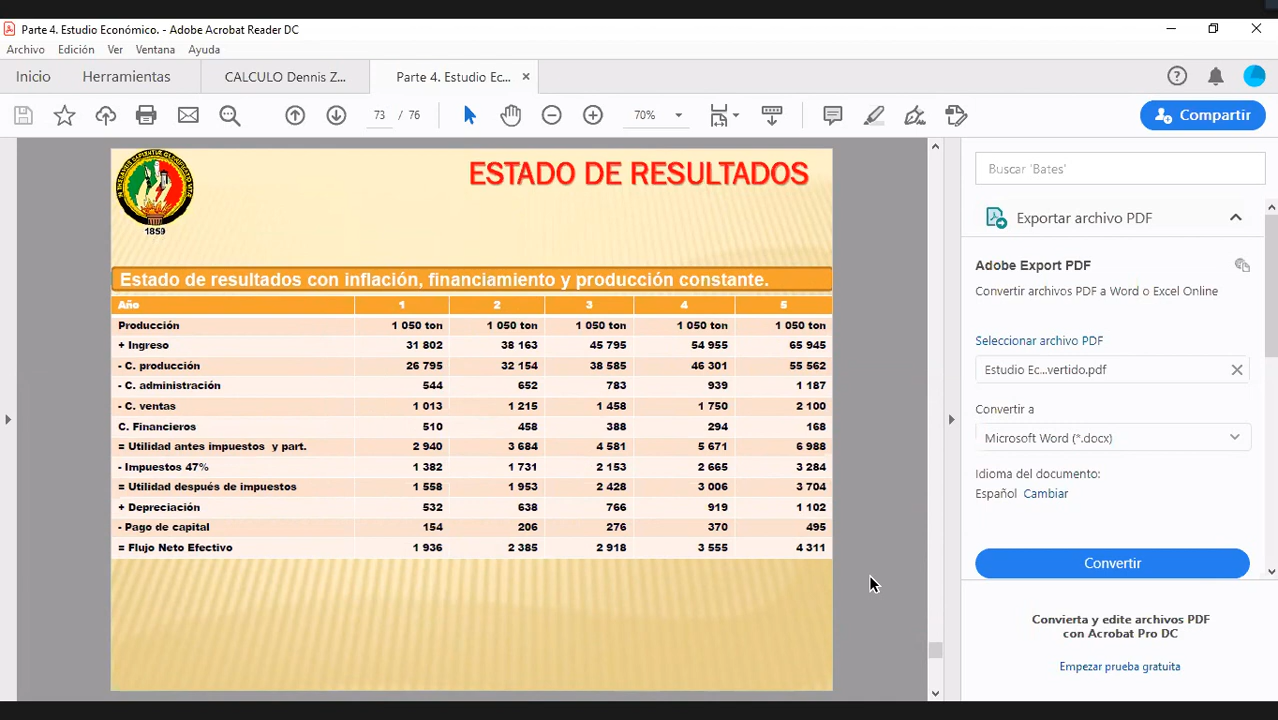 Parte 4. Estudio Económico. - Adobe Acrobat Reader DC
Archivo Edición Ver Ventana Ayuda
Inicio Herramientas CALCULO Dennis Z... Parte 4. Estudio Ec... ×
73 / 76 70% Compartir
ESTADO DE RESULTADOS
1859
Estado de resultados con inflación, financiamiento y producción constante.
Año 1 2 3 4 5
Producción 1 050 ton 1 050 ton 1 050 ton 1 050 ton 1 050 ton
+ Ingreso 31 802 38 163 45 795 54 955 65 945
- C. producción 26 795 32 154 38 585 46 301 55 562
- C. administración 544 652 783 939 1 187
- C. ventas 1 013 1 215 1 458 1 750 2 100
C. Financieros 510 458 388 294 168
= Utilidad antes impuestos y part. 2 940 3 684 4 581 5 671 6 988
- Impuestos 47% 1 382 1 731 2 153 2 665 3 284
= Utilidad después de impuestos 1 558 1 953 2 428 3 006 3 704
+ Depreciación 532 638 766 919 1 102
- Pago de capital 154 206 276 370 495
= Flujo Neto Efectivo 1 936 2 385 2 918 3 555 4 311
Buscar 'Bates'
Exportar archivo PDF
Adobe Export PDF
Convertir archivos PDF a Word o Excel Online
Seleccionar archivo PDF
Estudio Ec...vertido.pdf
Convertir a
Microsoft Word (*.docx)
Idioma del documento:
Español Cambiar
Convertir
Convierta y edite archivos PDF
con Acrobat Pro DC
Empezar prueba gratuita